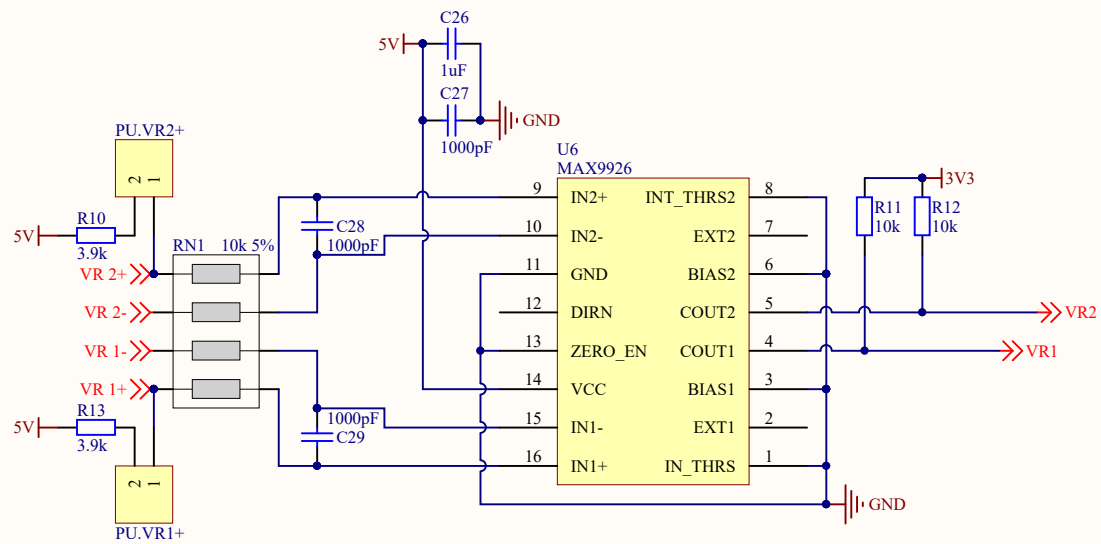 C26
5V
1uF
C27
GND
1000pF
PU.VR2+
2 1
R10
5V
3.9k
RN1 10k 5%
VR 2+
VR 2-
VR 1-
VR 1+
R13
5V
3.9k
2 1
PU.VR1+
C28
1000pF
1000pF
C29
U6
MAX9926
9 IN2+ INT_THRS2 8
10 IN2- EXT2 7
11 GND BIAS2 6
12 DIRN COUT2 5
13 ZERO_EN COUT1 4
14 VCC BIAS1 3
15 IN1- EXT1 2
16 IN1+ IN_THRS 1
3V3
R11 R12
10k 10k
VR2
VR1
GND